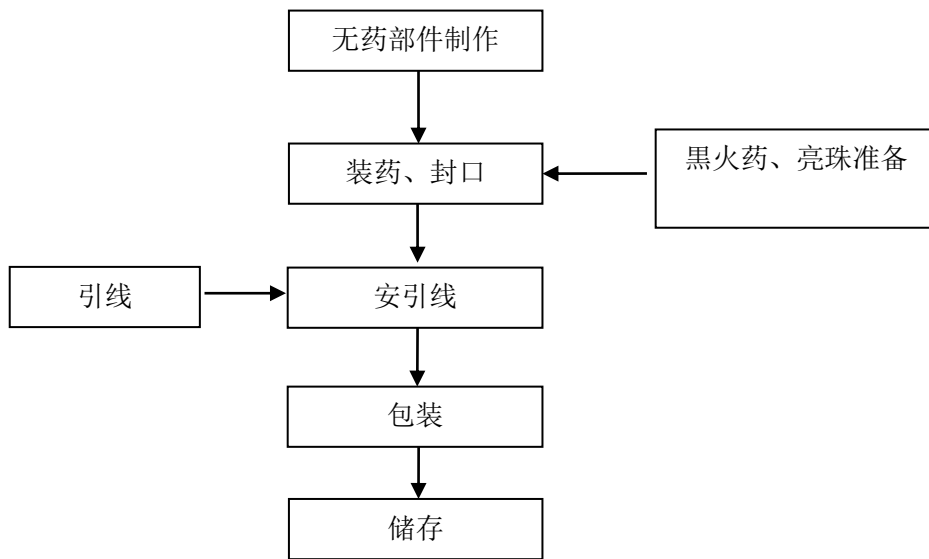 无药部件制作
装药、封口
黒火药、亮珠准备
引线
安引线
包装
储存